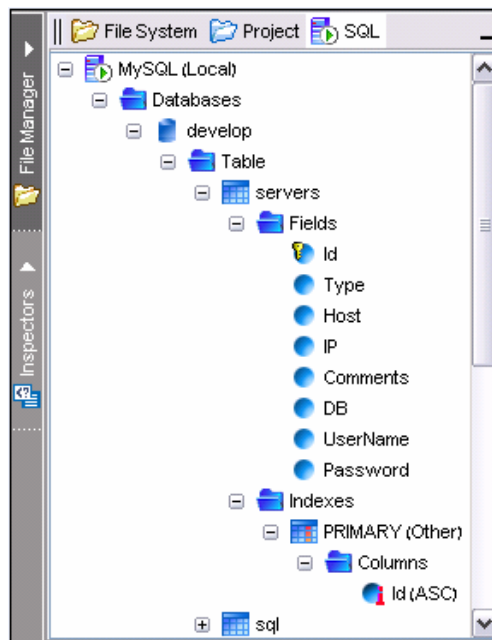 File System Project SQL
MySQL (Local)
Databases
develop
Table
servers
Fields
Id
Type
Host
IP
Comments
DB
UserName
Password
Indexes
PRIMARY (Other)
Columns
Id (ASC)
sql
File Manager
Inspectors